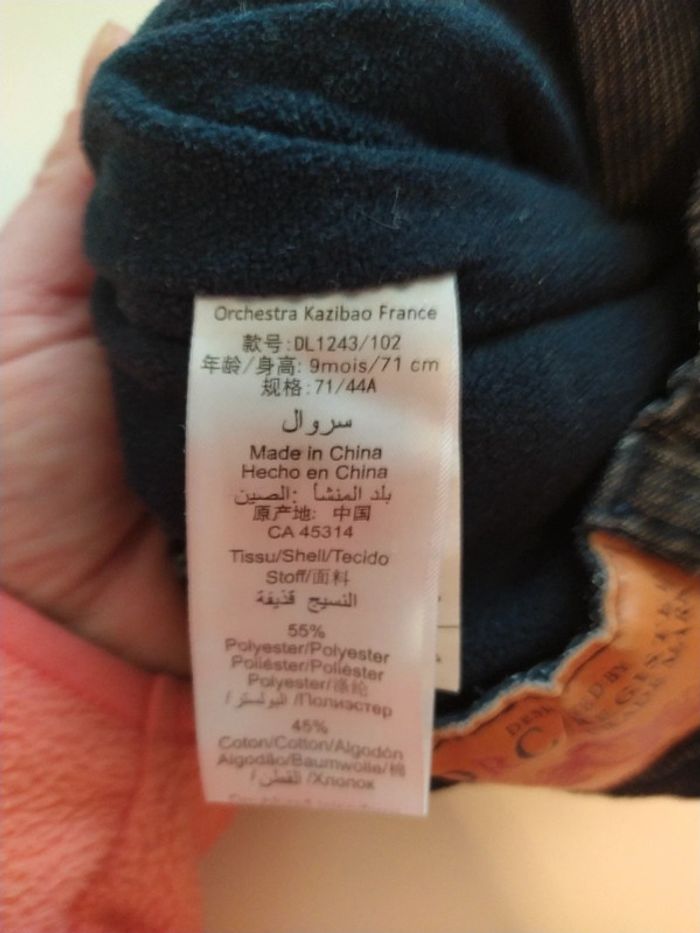 Orchestra Kazibao France
款号:DL1243/102
年龄/身高: 9mois/71 cm
规格:71/44A
سروال
Made in China
Hecho en China
بلد المنشأ :الصين
原产地: 中国
CA 45314
Tissu/Shell/Tecido
Stoff/面料
النسيج قذيفة
55%
Polyester/Polyester
Poliéster/Poliéster
Polyester/涤纶
/ البوليستر/ /Полиэстер
45%
Coton/Cotton/Algodón
Algodão/Baumwolle/棉
/ القطن/ /Хлопок